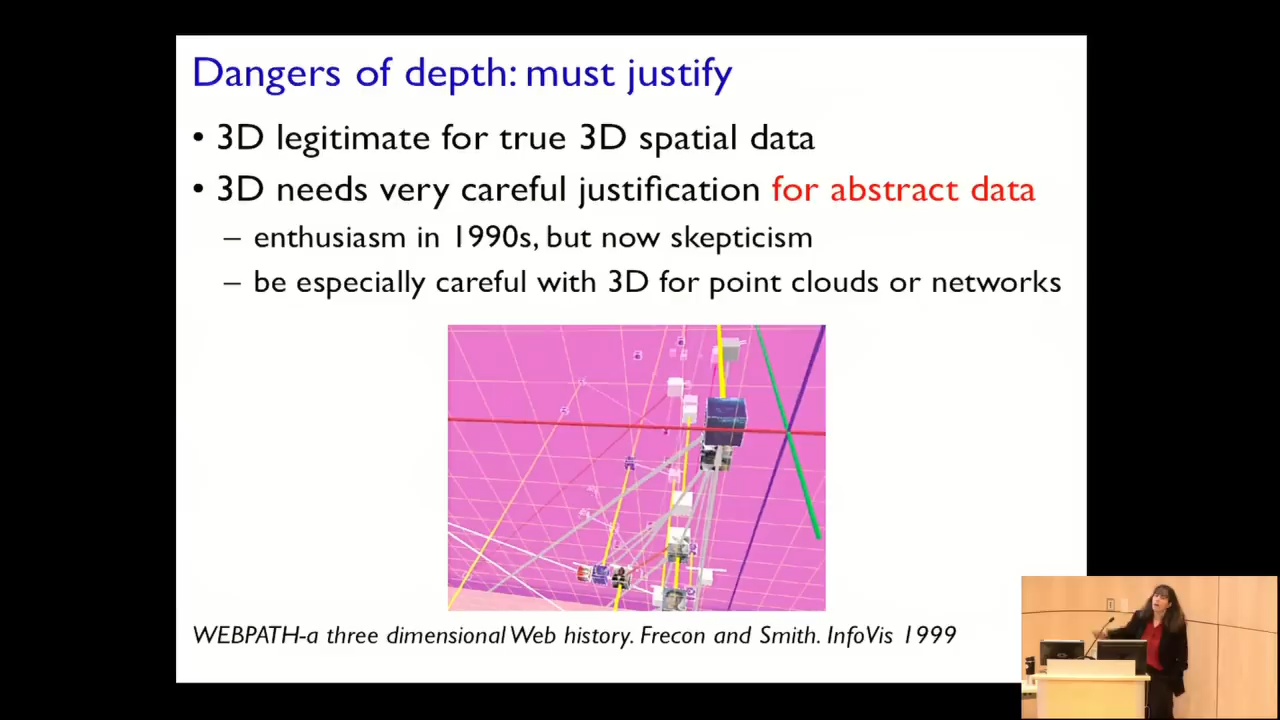 Dangers of depth: must justify
• 3D legitimate for true 3D spatial data
• 3D needs very careful justification for abstract data
– enthusiasm in 1990s, but now skepticism
– be especially careful with 3D for point clouds or networks
WEBPATH-a three dimensional Web history. Frecon and Smith. InfoVis 1999